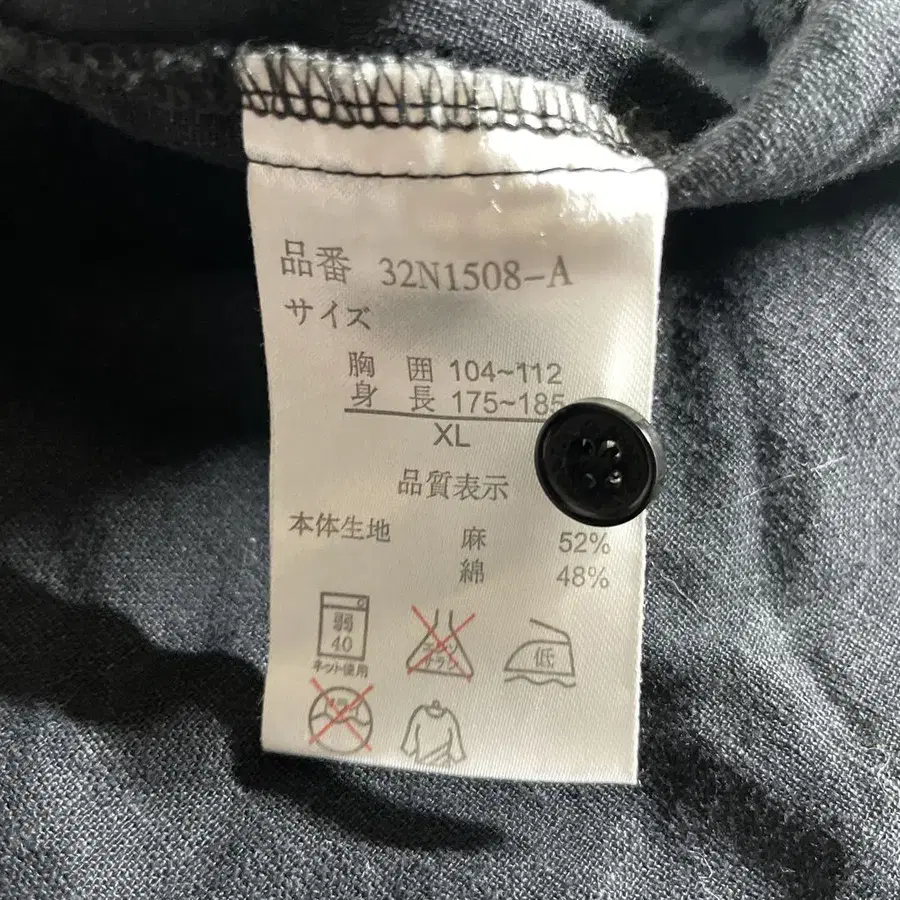 品番 32N1508-A
サイズ
胸 囲 104~112
身 長 175~185
XL
品質表示
本体生地 麻 52%
綿 48%
弱
40
ネット使用
低